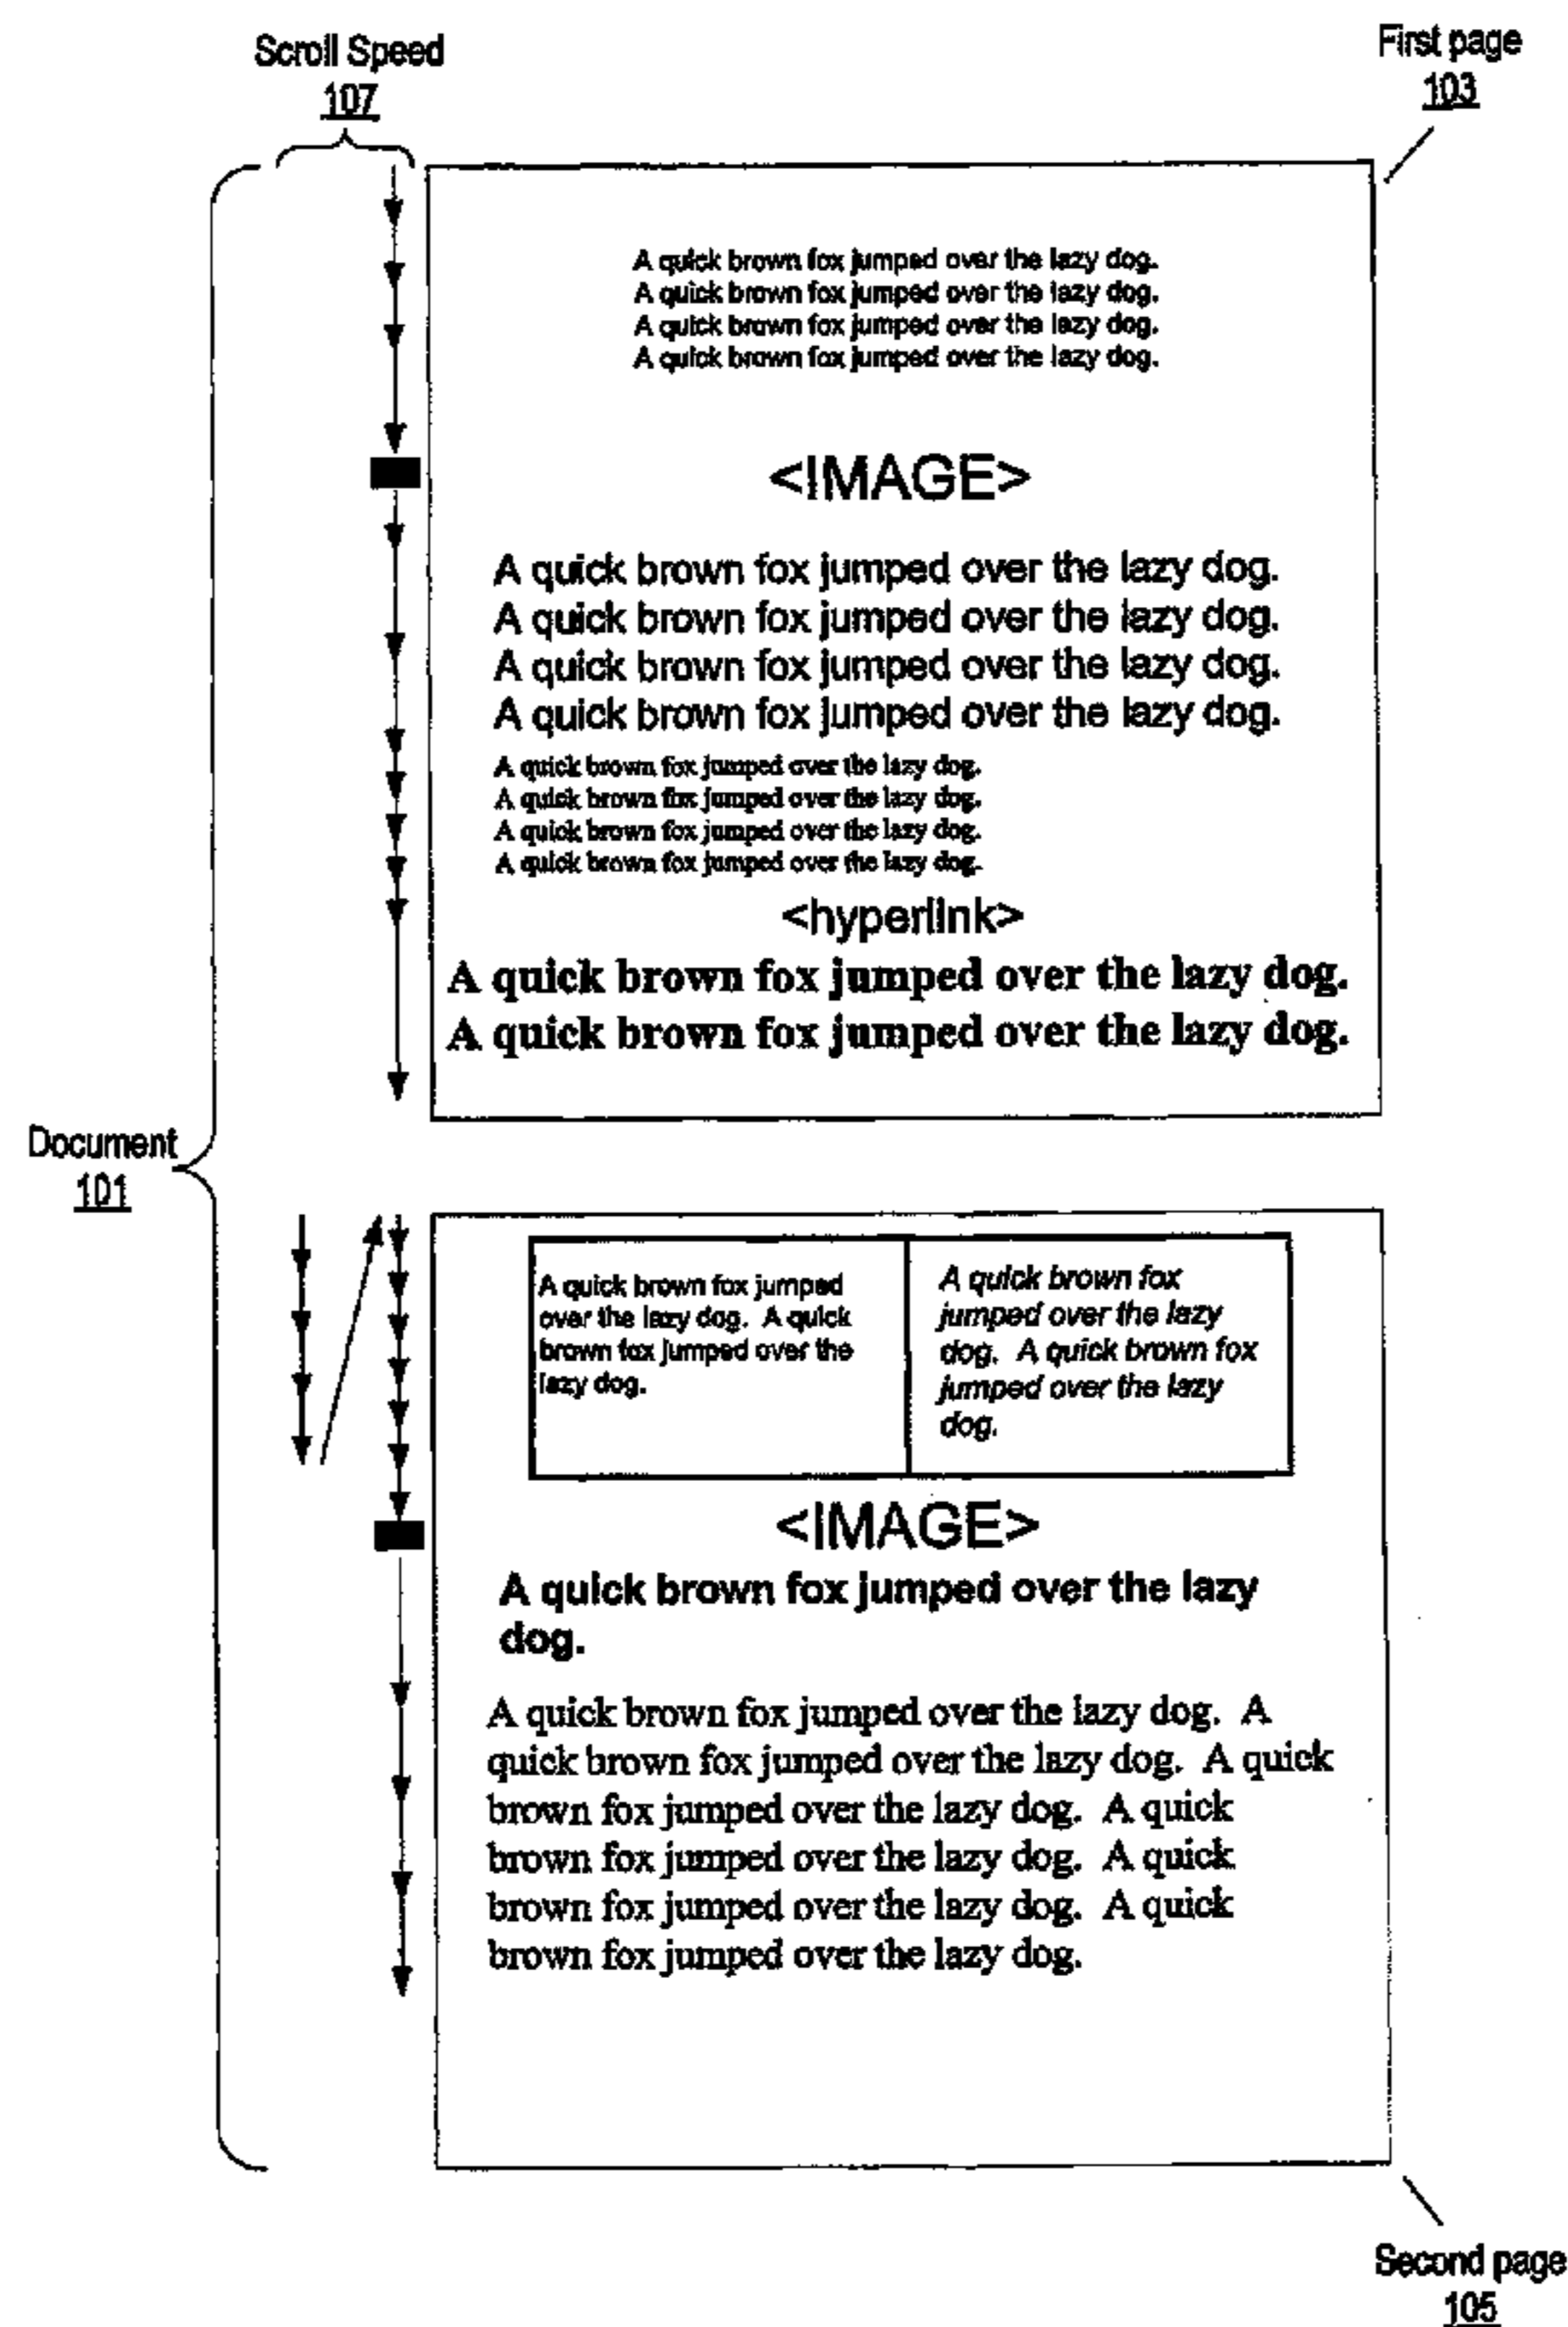 Scroll Speed
107
First page
103
A quick brown fox jumped over the lazy dog.
A quick brown fox jumped over the lazy dog.
A quick brown fox jumped over the lazy dog.
A quick brown fox jumped over the lazy dog.
<IMAGE>
A quick brown fox jumped over the lazy dog.
A quick brown fox jumped over the lazy dog.
A quick brown fox jumped over the lazy dog.
A quick brown fox jumped over the lazy dog.
A quick brown fox jumped over the lazy dog.
A quick brown fox jumped over the lazy dog.
A quick brown fox jumped over the lazy dog.
A quick brown fox jumped over the lazy dog.
<hyperlink>
A quick brown fox jumped over the lazy dog.
A quick brown fox jumped over the lazy dog.
Document
101
A quick brown fox jumped
over the lazy dog. A quick
brown fox jumped over the
lazy dog.
A quick brown fox
jumped over the lazy
dog. A quick brown fox
jumped over the lazy
dog.
<IMAGE>
A quick brown fox jumped over the lazy
dog.
A quick brown fox jumped over the lazy dog. A
quick brown fox jumped over the lazy dog. A quick
brown fox jumped over the lazy dog. A quick
brown fox jumped over the lazy dog. A quick
brown fox jumped over the lazy dog. A quick
brown fox jumped over the lazy dog.
Second page
105